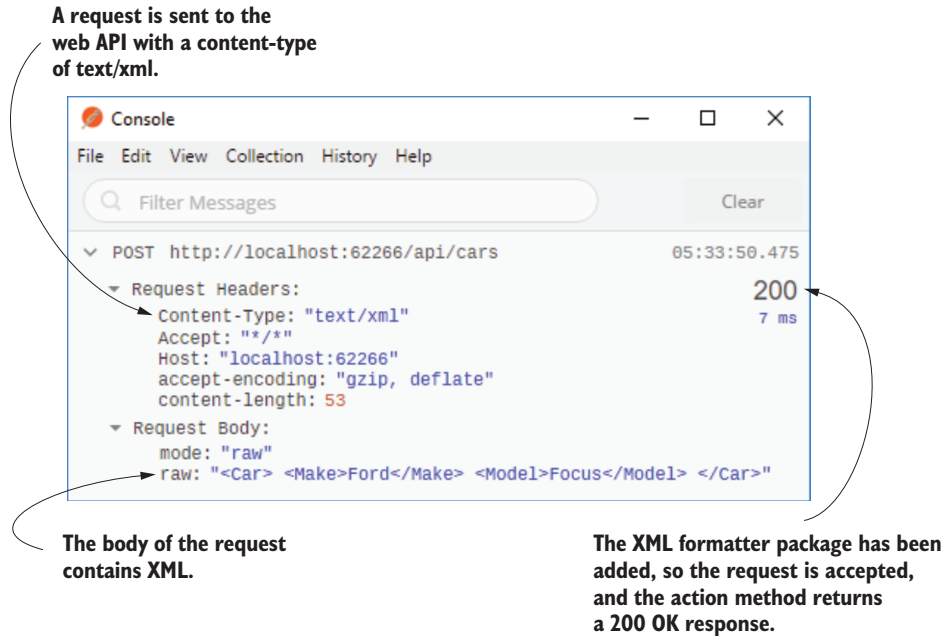 A request is sent to the
web API with a content-type
of text/xml.
Console
File Edit View Collection History Help
Filter Messages
Clear
POST http://localhost:62266/api/cars 05:33:50.475
Request Headers: 200
Content-Type: "text/xml" 7 ms
Accept: "*/*"
Host: "localhost:62266"
accept-encoding: "gzip, deflate"
content-length: 53
Request Body:
mode: "raw"
raw: "<Car> <Make>Ford</Make> <Model>Focus</Model> </Car>"
The body of the request
contains XML.
The XML formatter package has been
added, so the request is accepted,
and the action method returns
a 200 OK response.